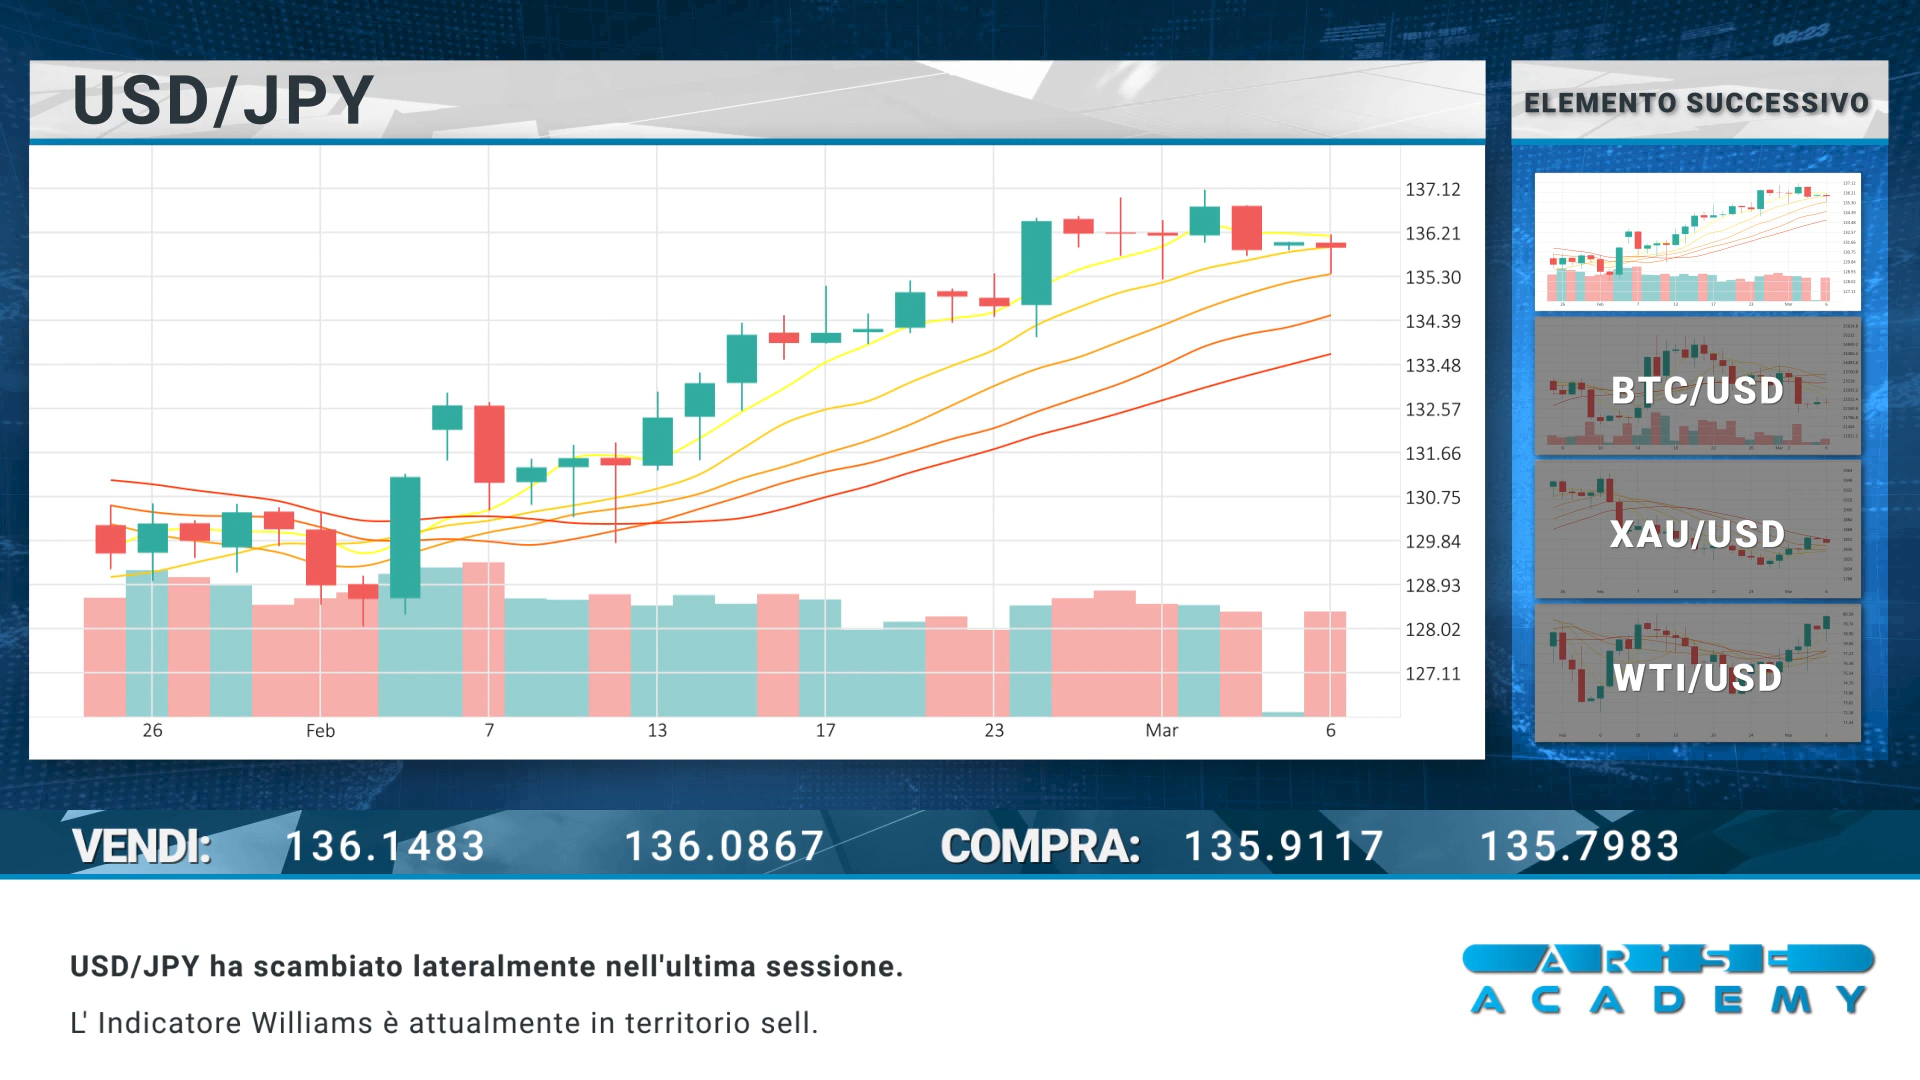 06:23
USD/JPY
ELEMENTO SUCCESSIVO
137.12
136.21
135.30
134.39
133.48
132.57
131.66
130.75
129.84
128.93
128.02
127.11
26 Feb 7 13 17 23 Mar 6
BTC/USD
XAU/USD
WTI/USD
VENDI: 136.1483 136.0867 COMPRA: 135.9117 135.7983
USD/JPY ha scambiato lateralmente nell'ultima sessione.
L' Indicatore Williams è attualmente in territorio sell.
ARISE
ACADEMY